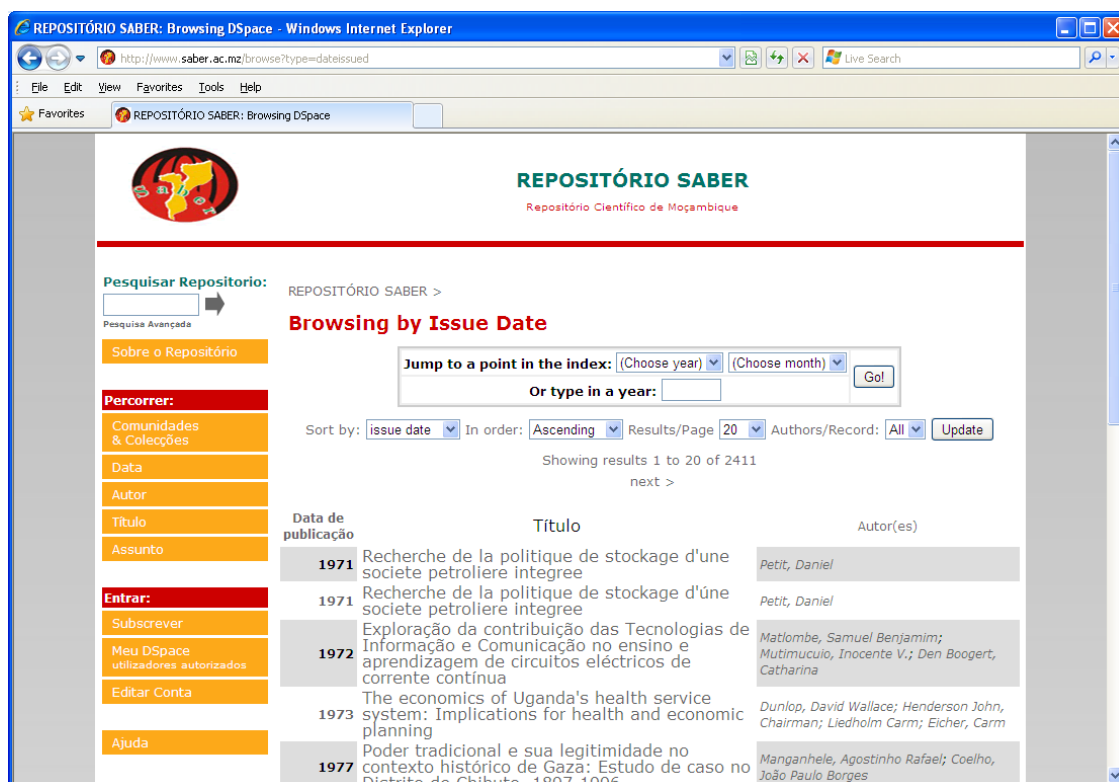 REPOSITÓRIO SABER: Browsing DSpace - Windows Internet Explorer
http://www.saber.ac.mz/browse?type=dateissued
Live Search
File Edit View Favorites Tools Help
Favorites
REPOSITÓRIO SABER: Browsing DSpace
Saber
REPOSITÓRIO SABER
Repositório Científico de Moçambique
Pesquisar Repositorio:
Pesquisa Avançada
Sobre o Repositório
Percorrer:
Comunidades
& Colecções
Data
Autor
Título
Assunto
Entrar:
Subscrever
Meu DSpace
utilizadores autorizados
Editar Conta
Ajuda
REPOSITÓRIO SABER >
Browsing by Issue Date
Jump to a point in the index: (Choose year) (Choose month)
Go!
Or type in a year:
Sort by: issue date In order: Ascending Results/Page 20 Authors/Record: All Update
Showing results 1 to 20 of 2411
next >
Data de
publicação
Título
Autor(es)
1971
Recherche de la politique de stockage d'une
societe petroliere integree
Petit, Daniel
1971
Recherche de la politique de stockage d'úne
societe petroliere integree
Petit, Daniel
1972
Exploração da contribuição das Tecnologias de
Informação e Comunicação no ensino e
aprendizagem de circuitos eléctricos de
corrente contínua
Matlombe, Samuel Benjamim;
Mutimucuio, Inocente V.; Den Boogert,
Catharina
1973
The economics of Uganda's health service
system: Implications for health and economic
planning
Dunlop, David Wallace; Henderson John,
Chairman; Liedholm Carm; Eicher, Carm
1977
Poder tradicional e sua legitimidade no
contexto histórico de Gaza: Estudo de caso no
Distrito de Chibuto, 1897-1996
Manganhele, Agostinho Rafael; Coelho,
João Paulo Borges